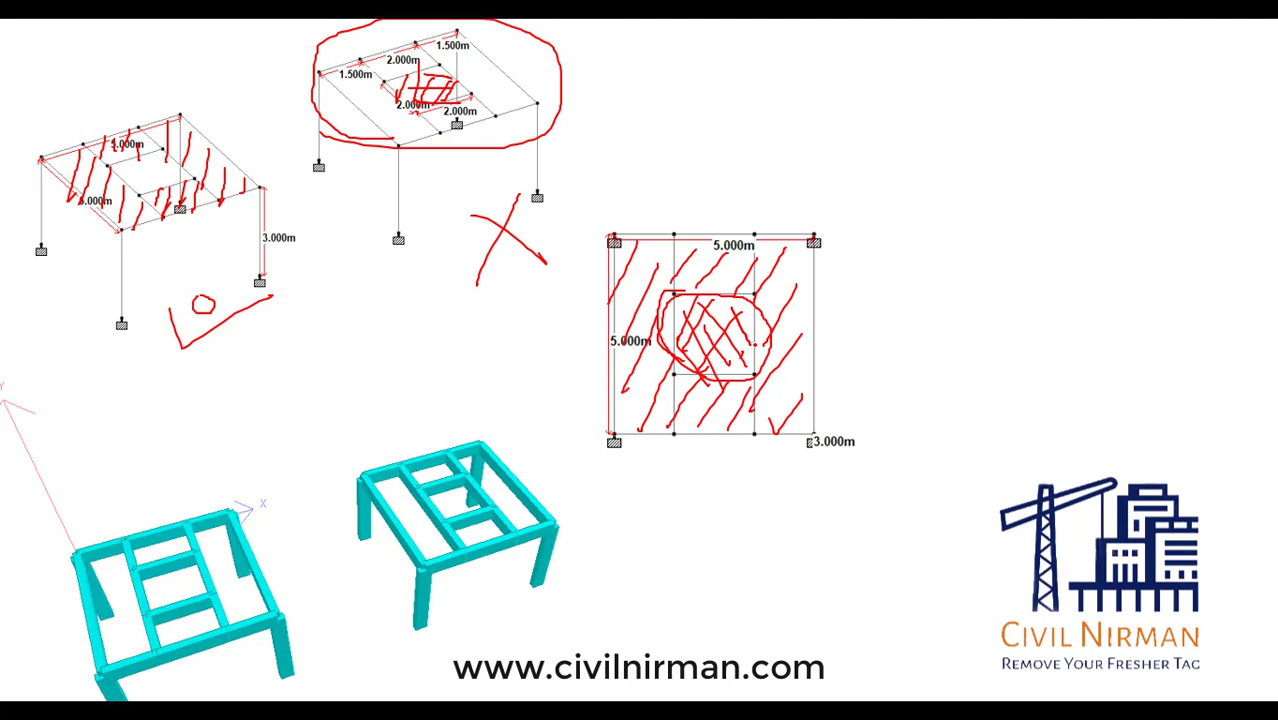 1.500m
2.000m
1.500m
2.000m
2.000m
5.000m
5.000m
3.000m
5.000m
5.000m
3.000m
Y
X
CIVIL NIRMAN
REMOVE YOUR FRESHER TAG
www.civilnirman.com